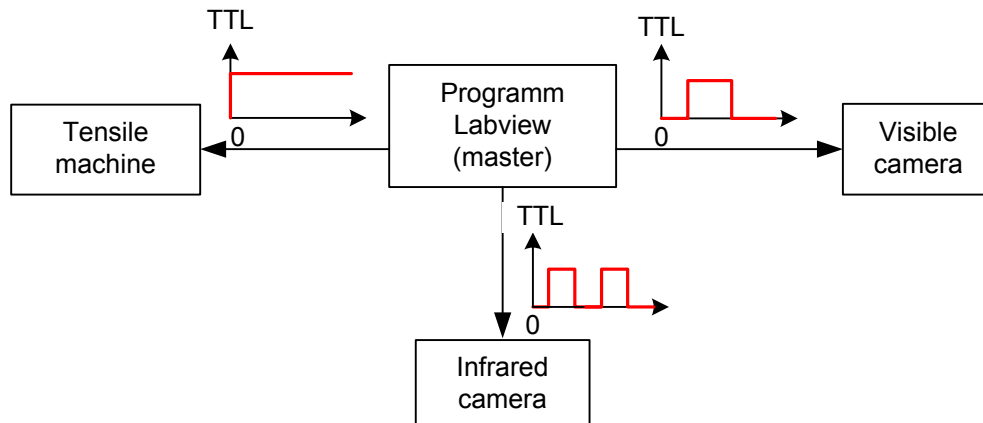 TTL
0
Tensile
machine
Programm
Labview
(master)
TTL
0
Visible
camera
TTL
0
Infrared
camera